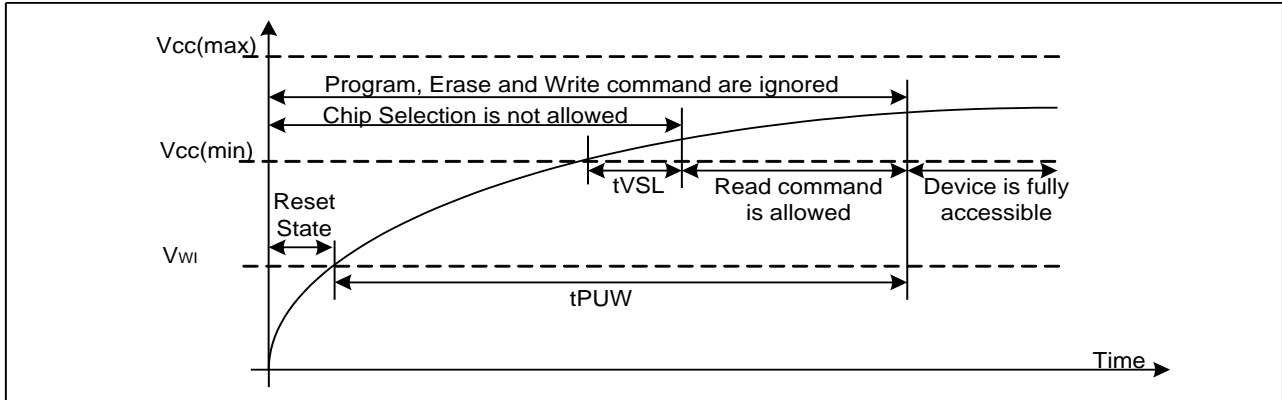 Vcc(max)
Program, Erase and Write command are ignored
Chip Selection is not allowed
Vcc(min)
tVSL
Read command
is allowed
Device is fully
accessible
Reset
State
VWI
tPUW
Time